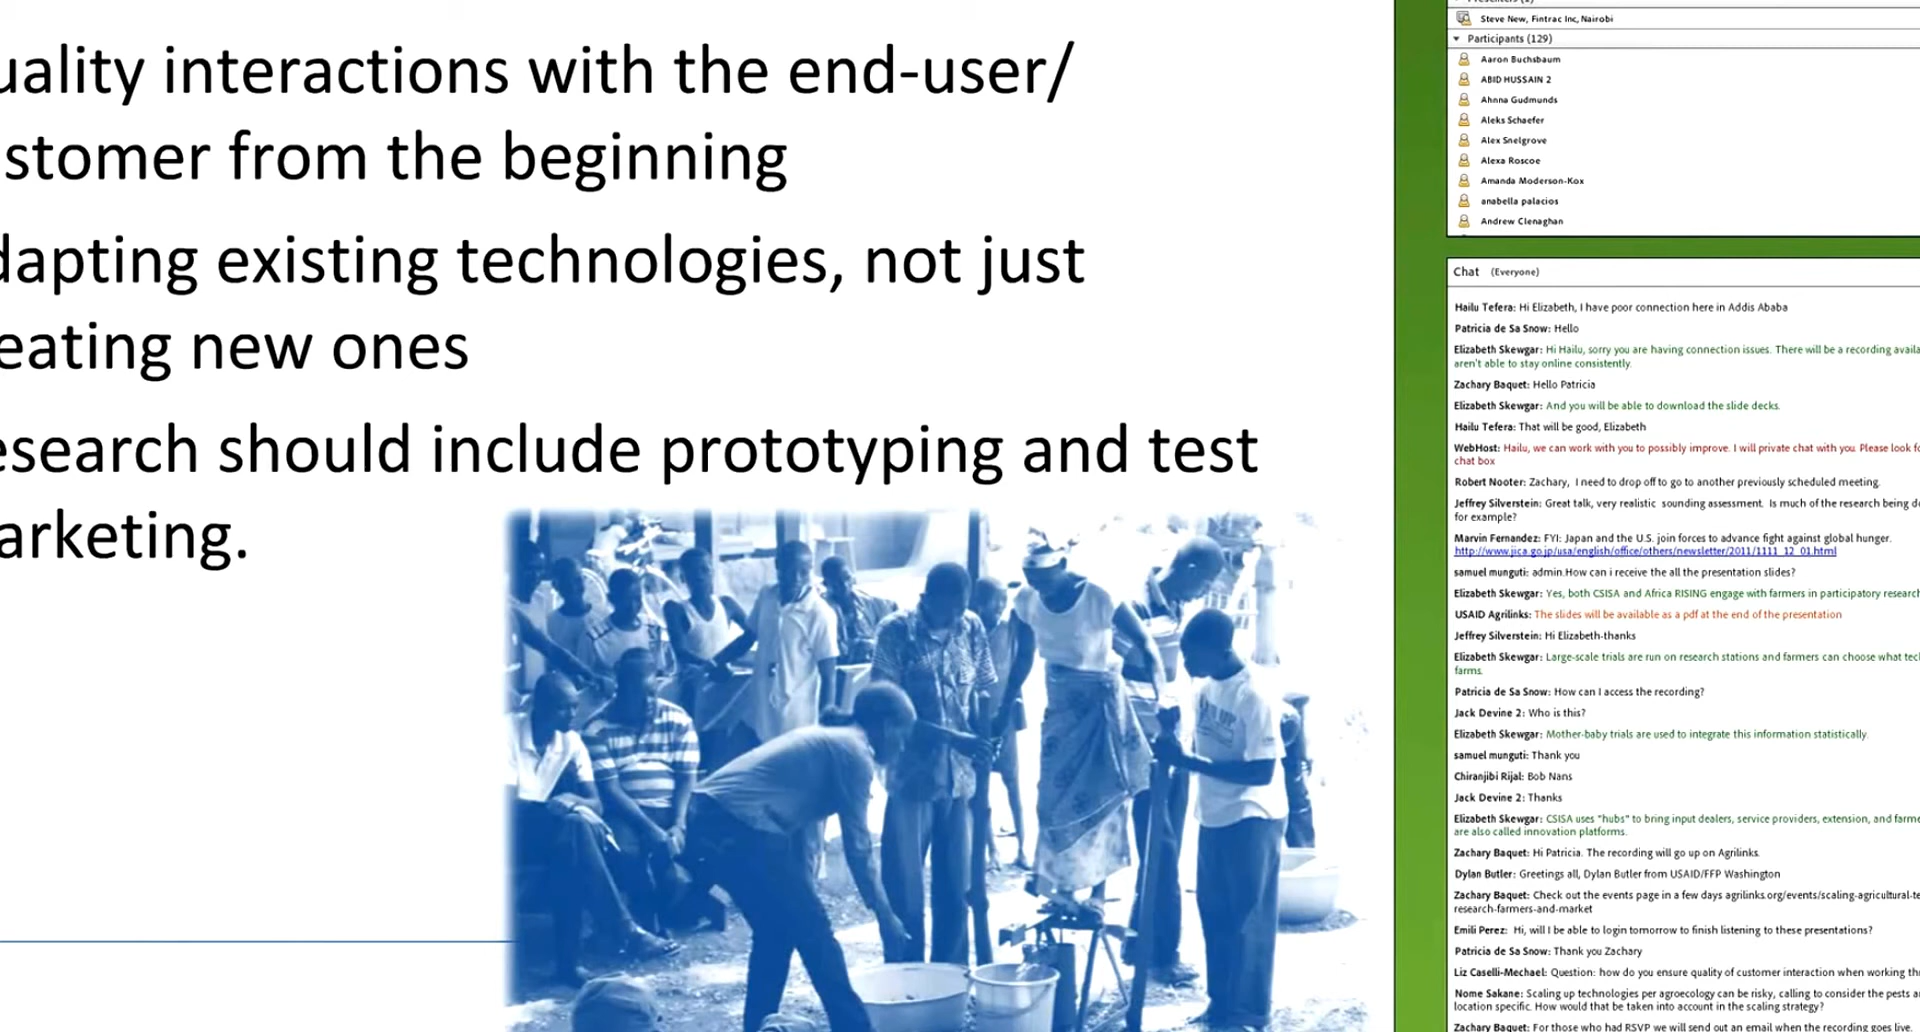 uality interactions with the end-user/
stomer from the beginning
dapting existing technologies, not just
eating new ones
esearch should include prototyping and test
arketing.
Steve New, Fintrac Inc, Nairobi
Participants (129)
Aaron Buchsbaum
ABID HUSSAIN 2
Ahnna Gudmunds
Aleks Schaefer
Alex Snelgrove
Alexa Roscoe
Amanda Moderson-Kox
anabella palacios
Andrew Clenaghan
Chat (Everyone)
Hailu Tefera: Hi Elizabeth, I have poor connection here in Addis Ababa
Patricia de Sa Snow: Hello
Elizabeth Skewgar: Hi Hailu, sorry you are having connection issues. There will be a recording availa
aren't able to stay online consistently.
Zachary Baquet: Hello Patricia
Elizabeth Skewgar: And you will be able to download the slide decks.
Hailu Tefera: That will be good, Elizabeth
WebHost: Hailu, we can work with you to possibly improve. I will private chat with you. Please look fo
chat box
Robert Nooter: Zachary, I need to drop off to go to another previously scheduled meeting.
Jeffrey Silverstein: Great talk, very realistic sounding assessment. Is much of the research being do
for example?
Marvin Fernandez: FYI: Japan and the U.S. join forces to advance fight against global hunger.
http://www.jica.go.jp/usa/english/office/others/newsletter/2011/1111_12_01.html
samuel munguti: admin.How can i receive the all the presentation slides?
Elizabeth Skewgar: Yes, both CSISA and Africa RISING engage with farmers in participatory research
USAID Agrilinks: The slides will be available as a pdf at the end of the presentation
Jeffrey Silverstein: Hi Elizabeth-thanks
Elizabeth Skewgar: Large-scale trials are run on research stations and farmers can choose what tec
farms.
Patricia de Sa Snow: How can I access the recording?
Jack Devine 2: Who is this?
Elizabeth Skewgar: Mother-baby trials are used to integrate this information statistically.
samuel munguti: Thank you
Chiranjibi Rijal: Bob Nans
Jack Devine 2: Thanks
Elizabeth Skewgar: CSISA uses "hubs" to bring input dealers, service providers, extension, and farme
are also called innovation platforms.
Zachary Baquet: Hi Patricia. The recording will go up on Agrilinks.
Dylan Butler: Greetings all, Dylan Butler from USAID/FFP Washington
Zachary Baquet: Check out the events page in a few days agrilinks.org/events/scaling-agricultural-te
research-farmers-and-market
Emili Perez: Hi, will I be able to login tomorrow to finish listening to these presentations?
Patricia de Sa Snow: Thank you Zachary
Liz Caselli-Mechael: Question: how do you ensure quality of customer interaction when working th
Nome Sakane: Scaling up technologies per agroecology can be risky, calling to consider the pests a
location specific. How would that be taken into account in the scaling strategy?
Zachary Baquet: For those who had RSVP we will send out an email when the recording goes live.